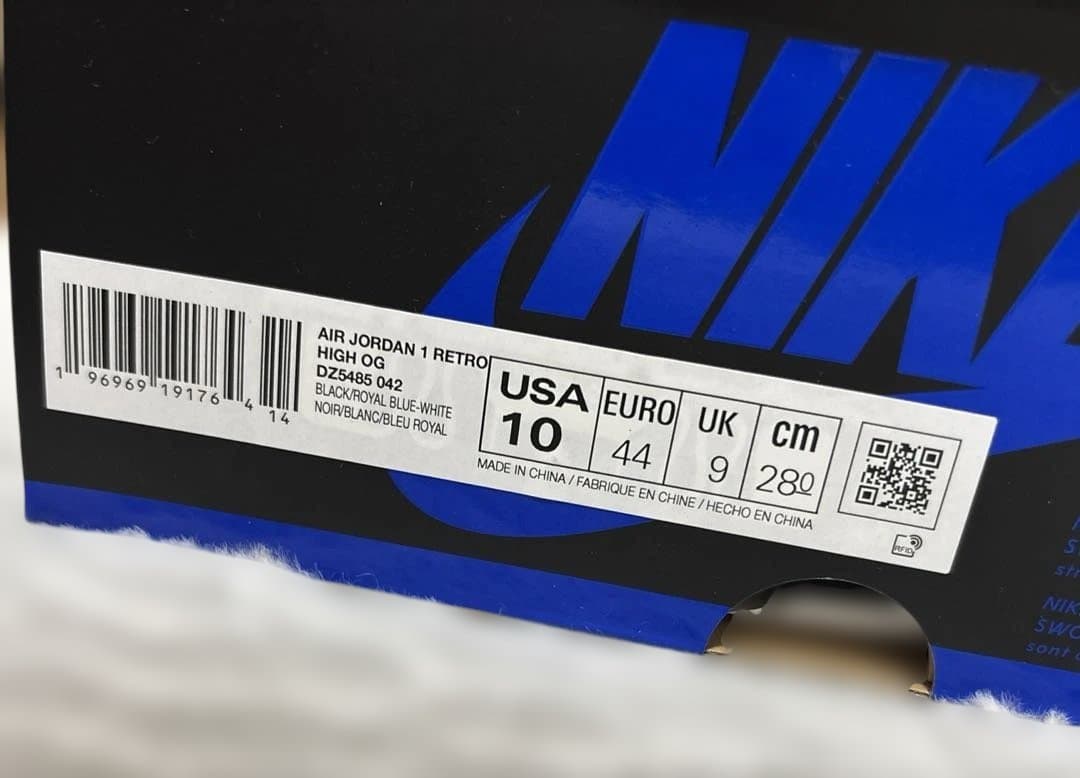 NIKE
1 96969 19176 4 14
AIR JORDAN 1 RETRO
HIGH OG
DZ5485 042
BLACK/ROYAL BLUE-WHITE
NOIR/BLANC/BLEU ROYAL
USA EURO UK cm
10 44 9 280
MADE IN CHINA / FABRIQUE EN CHINE / HECHO EN CHINA
RFID
sont